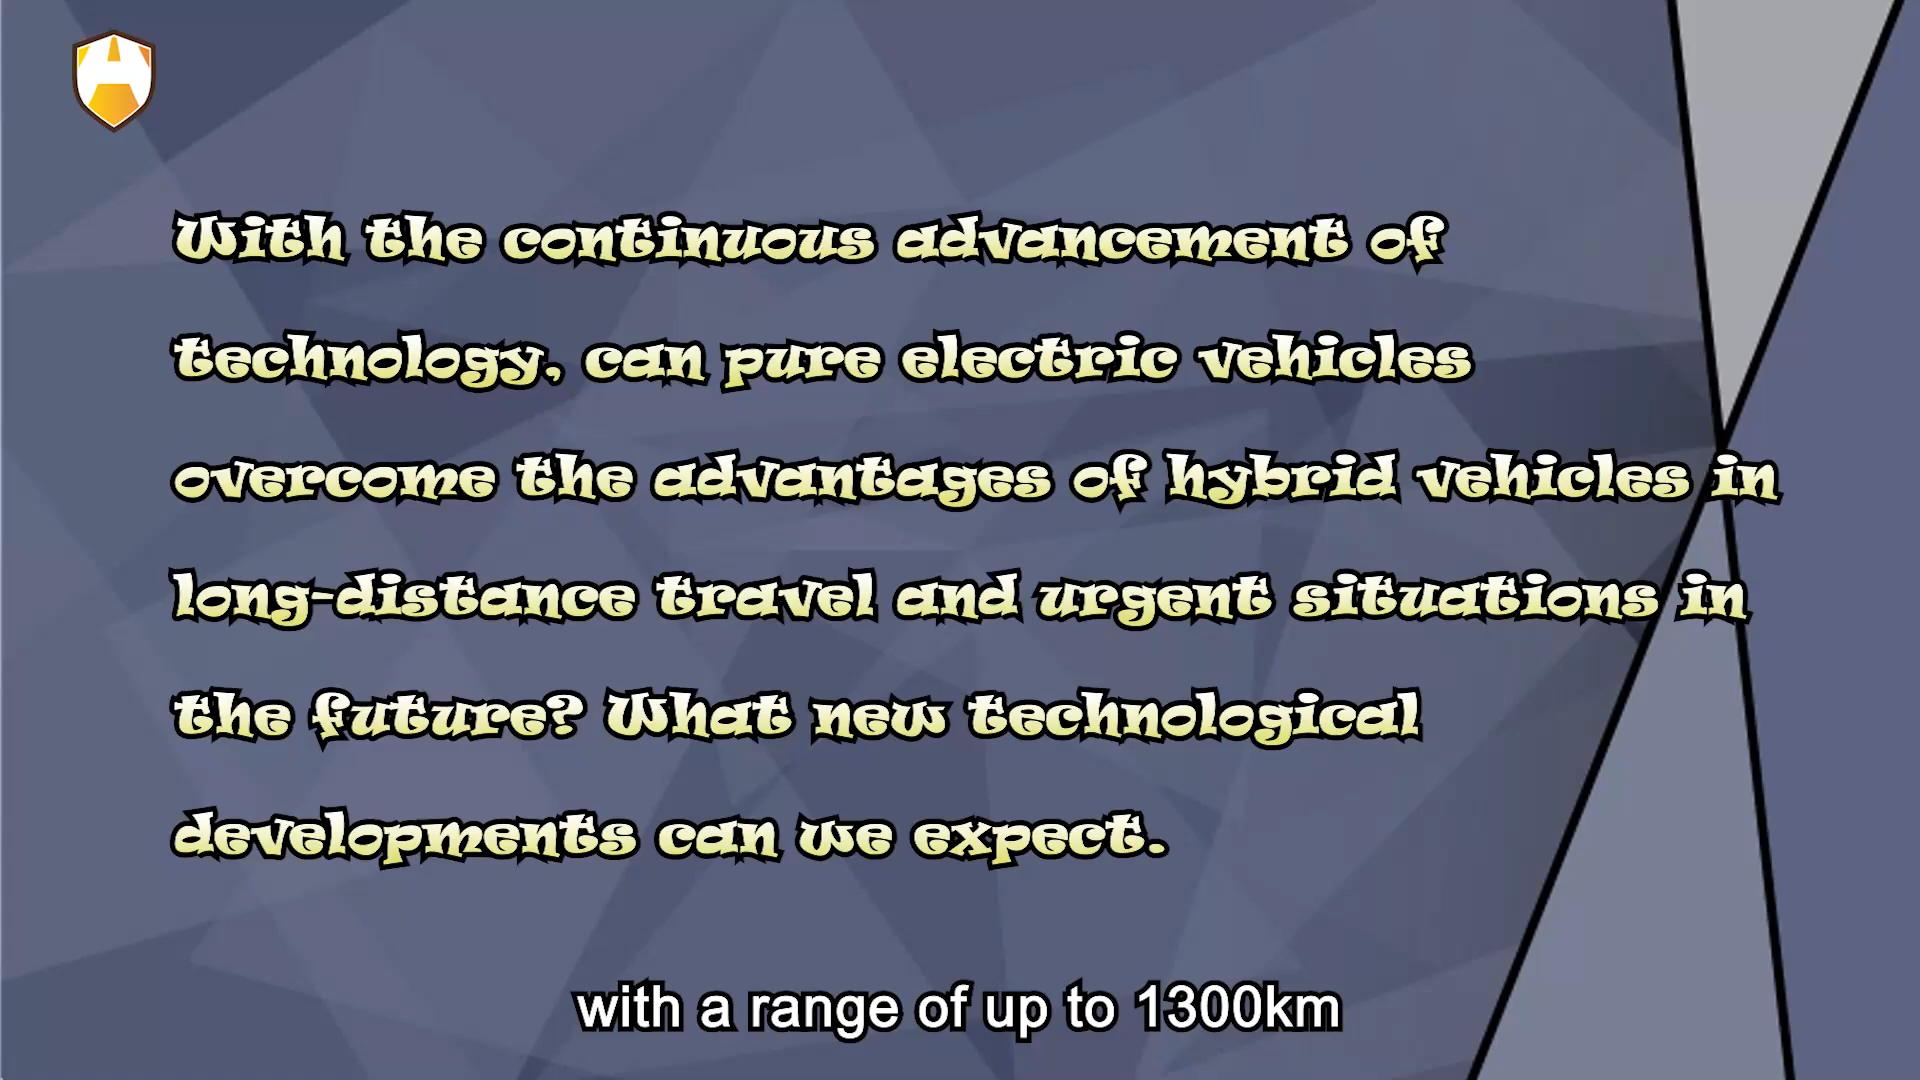 With the continuous advancement of
technology, can pure electric vehicles
overcome the advantages of hybrid vehicles in
long-distance travel and urgent situations in
the future? What new technological
developments can we expect.
with a range of up to 1300km